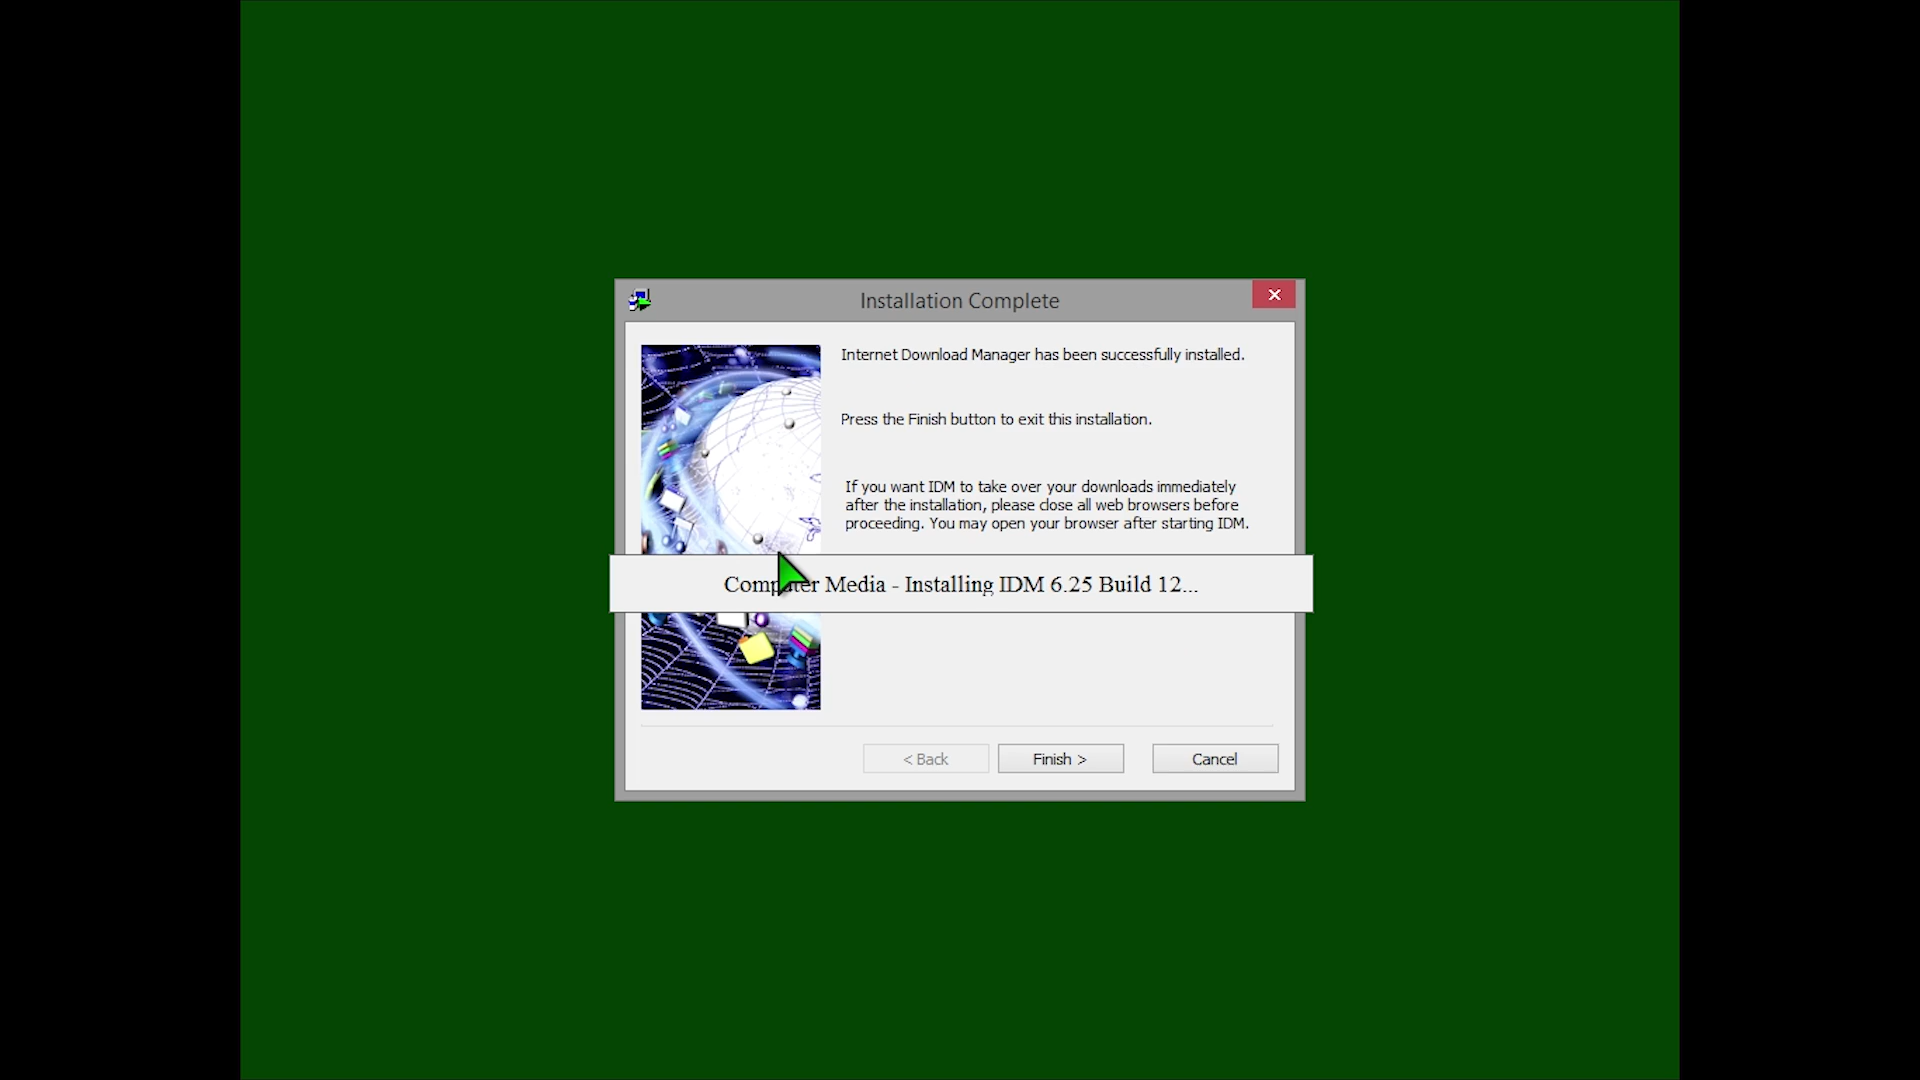 Installation Complete
Internet Download Manager has been successfully installed.
Press the Finish button to exit this installation.
If you want IDM to take over your downloads immediately
after the installation, please close all web browsers before
proceeding. You may open your browser after starting IDM.
Computer Media - Installing IDM 6.25 Build 12...
< Back
Finish >
Cancel